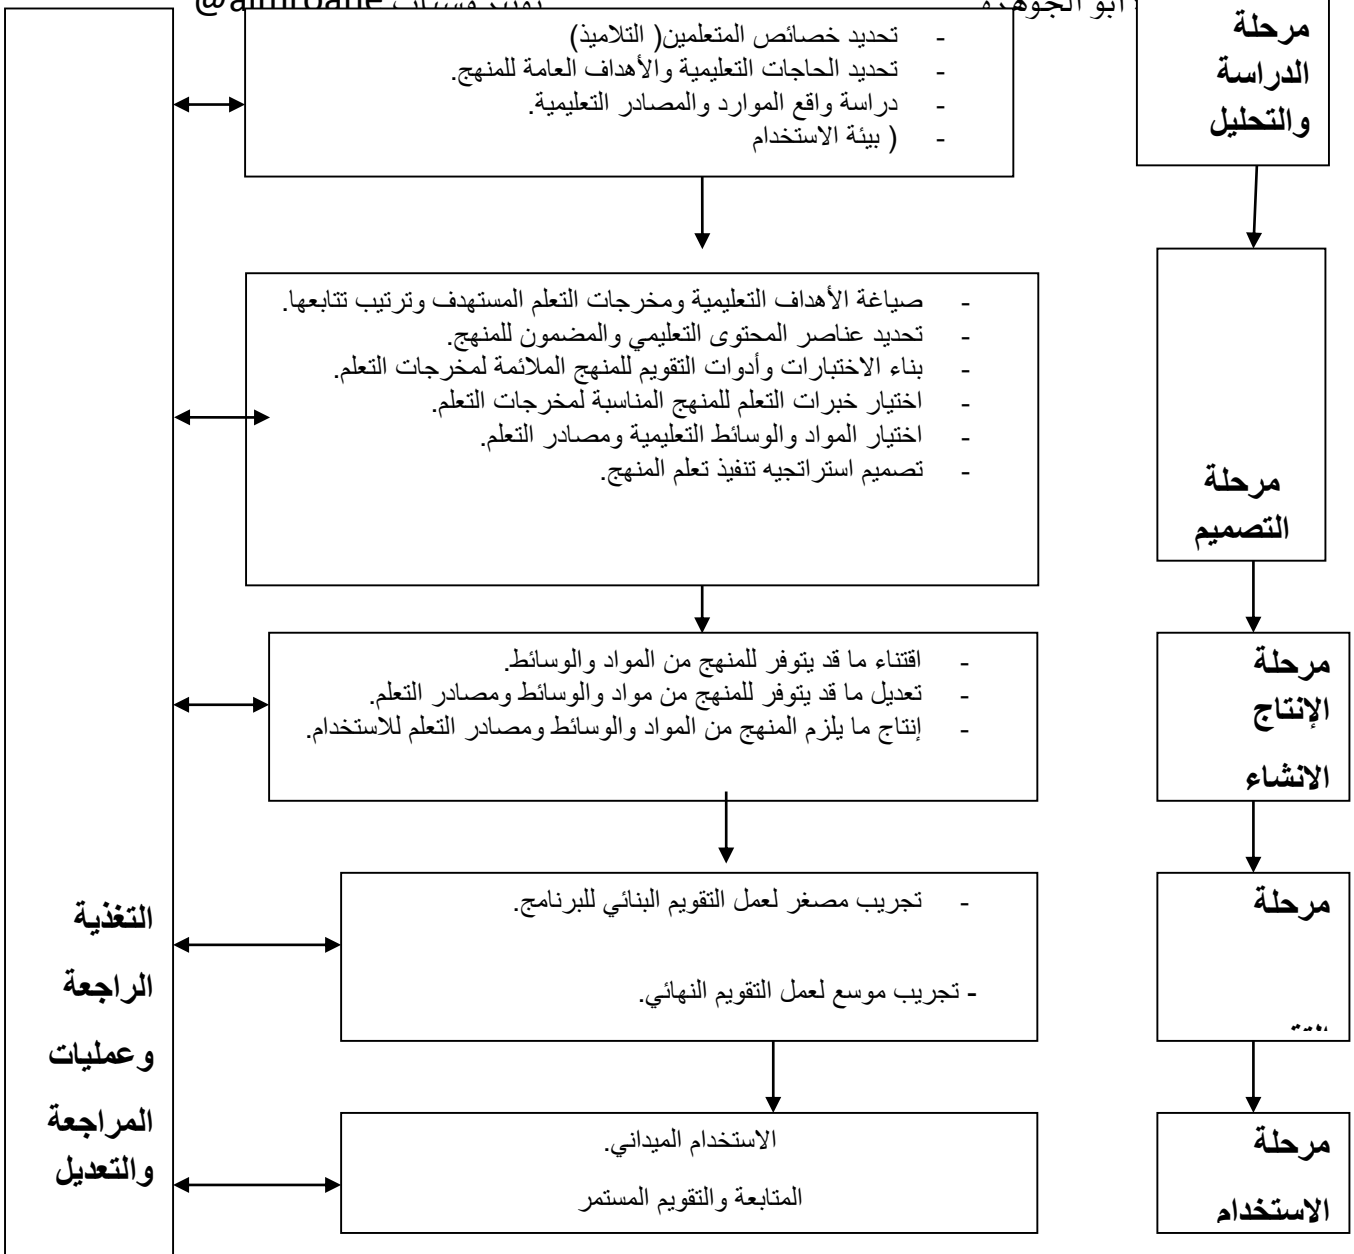 ابو الجوهرة
@
مرحلة
الدراسة
والتحليل
- تحديد خصائص المتعلمين( التلاميذ)
- تحديد الحاجات التعليمية والأهداف العامة للمنهج.
- دراسة واقع الموارد والمصادر التعليمية.
- ( بيئة الاستخدام
مرحلة
التصميم
- صياغة الأهداف التعليمية ومخرجات التعلم المستهدف وترتيب تتابعها.
- تحديد عناصر المحتوى التعليمي والمضمون للمنهج.
- بناء الاختبارات وأدوات التقويم للمنهج الملائمة لمخرجات التعلم.
- اختيار خبرات التعلم للمنهج المناسبة لمخرجات التعلم.
- اختيار المواد والوسائط التعليمية ومصادر التعلم.
- تصميم استراتجيه تنفيذ تعلم المنهج.
مرحلة
الإنتاج
الانشاء
- اقتناء ما قد يتوفر للمنهج من المواد والوسائط.
- تعديل ما قد يتوفر للمنهج من مواد والوسائط ومصادر التعلم.
- إنتاج ما يلزم المنهج من المواد والوسائط ومصادر التعلم للاستخدام.
مرحلة
- تجريب مصغر لعمل التقويم البنائي للبرنامج.
- تجريب موسع لعمل التقويم النهائي.
مرحلة
الاستخدام
الاستخدام الميداني.
المتابعة والتقويم المستمر
التغذية
الراجعة
وعمليات
المراجعة
والتعديل